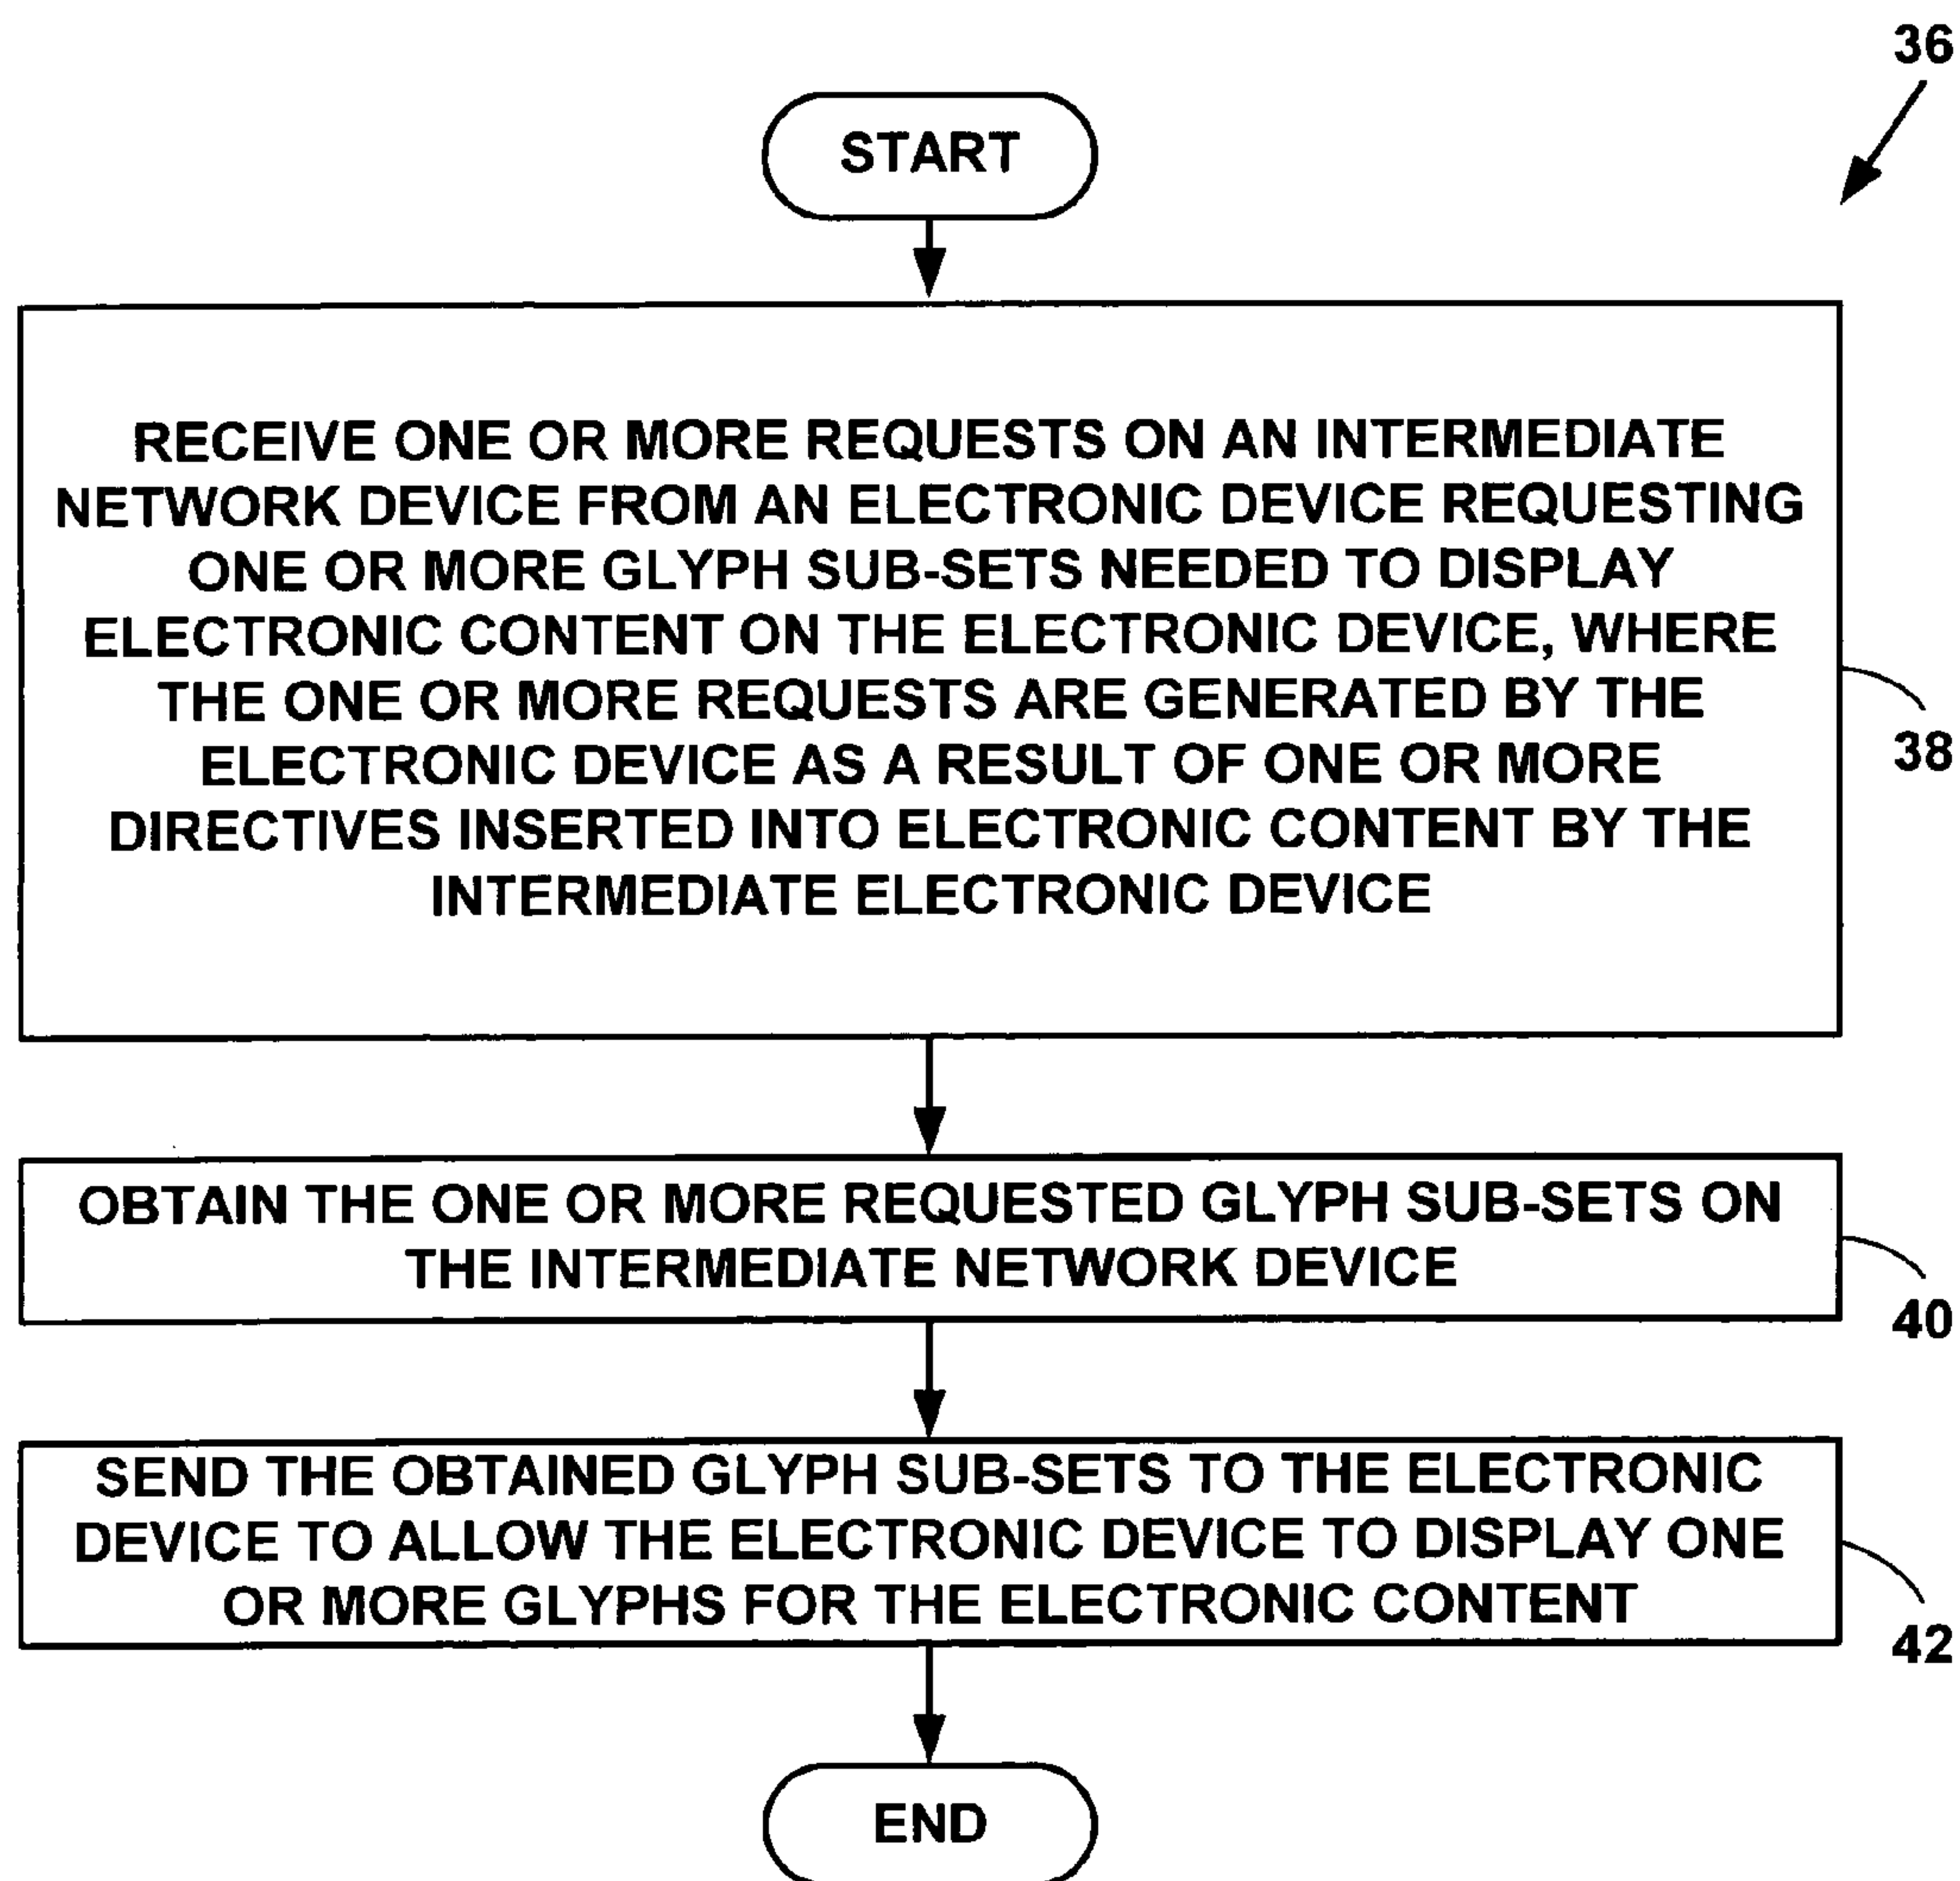 36
START
RECEIVE ONE OR MORE REQUESTS ON AN INTERMEDIATE
NETWORK DEVICE FROM AN ELECTRONIC DEVICE REQUESTING
ONE OR MORE GLYPH SUB-SETS NEEDED TO DISPLAY
ELECTRONIC CONTENT ON THE ELECTRONIC DEVICE, WHERE
THE ONE OR MORE REQUESTS ARE GENERATED BY THE
ELECTRONIC DEVICE AS A RESULT OF ONE OR MORE
DIRECTIVES INSERTED INTO ELECTRONIC CONTENT BY THE
INTERMEDIATE ELECTRONIC DEVICE
38
OBTAIN THE ONE OR MORE REQUESTED GLYPH SUB-SETS ON
THE INTERMEDIATE NETWORK DEVICE
40
SEND THE OBTAINED GLYPH SUB-SETS TO THE ELECTRONIC
DEVICE TO ALLOW THE ELECTRONIC DEVICE TO DISPLAY ONE
OR MORE GLYPHS FOR THE ELECTRONIC CONTENT
42
END